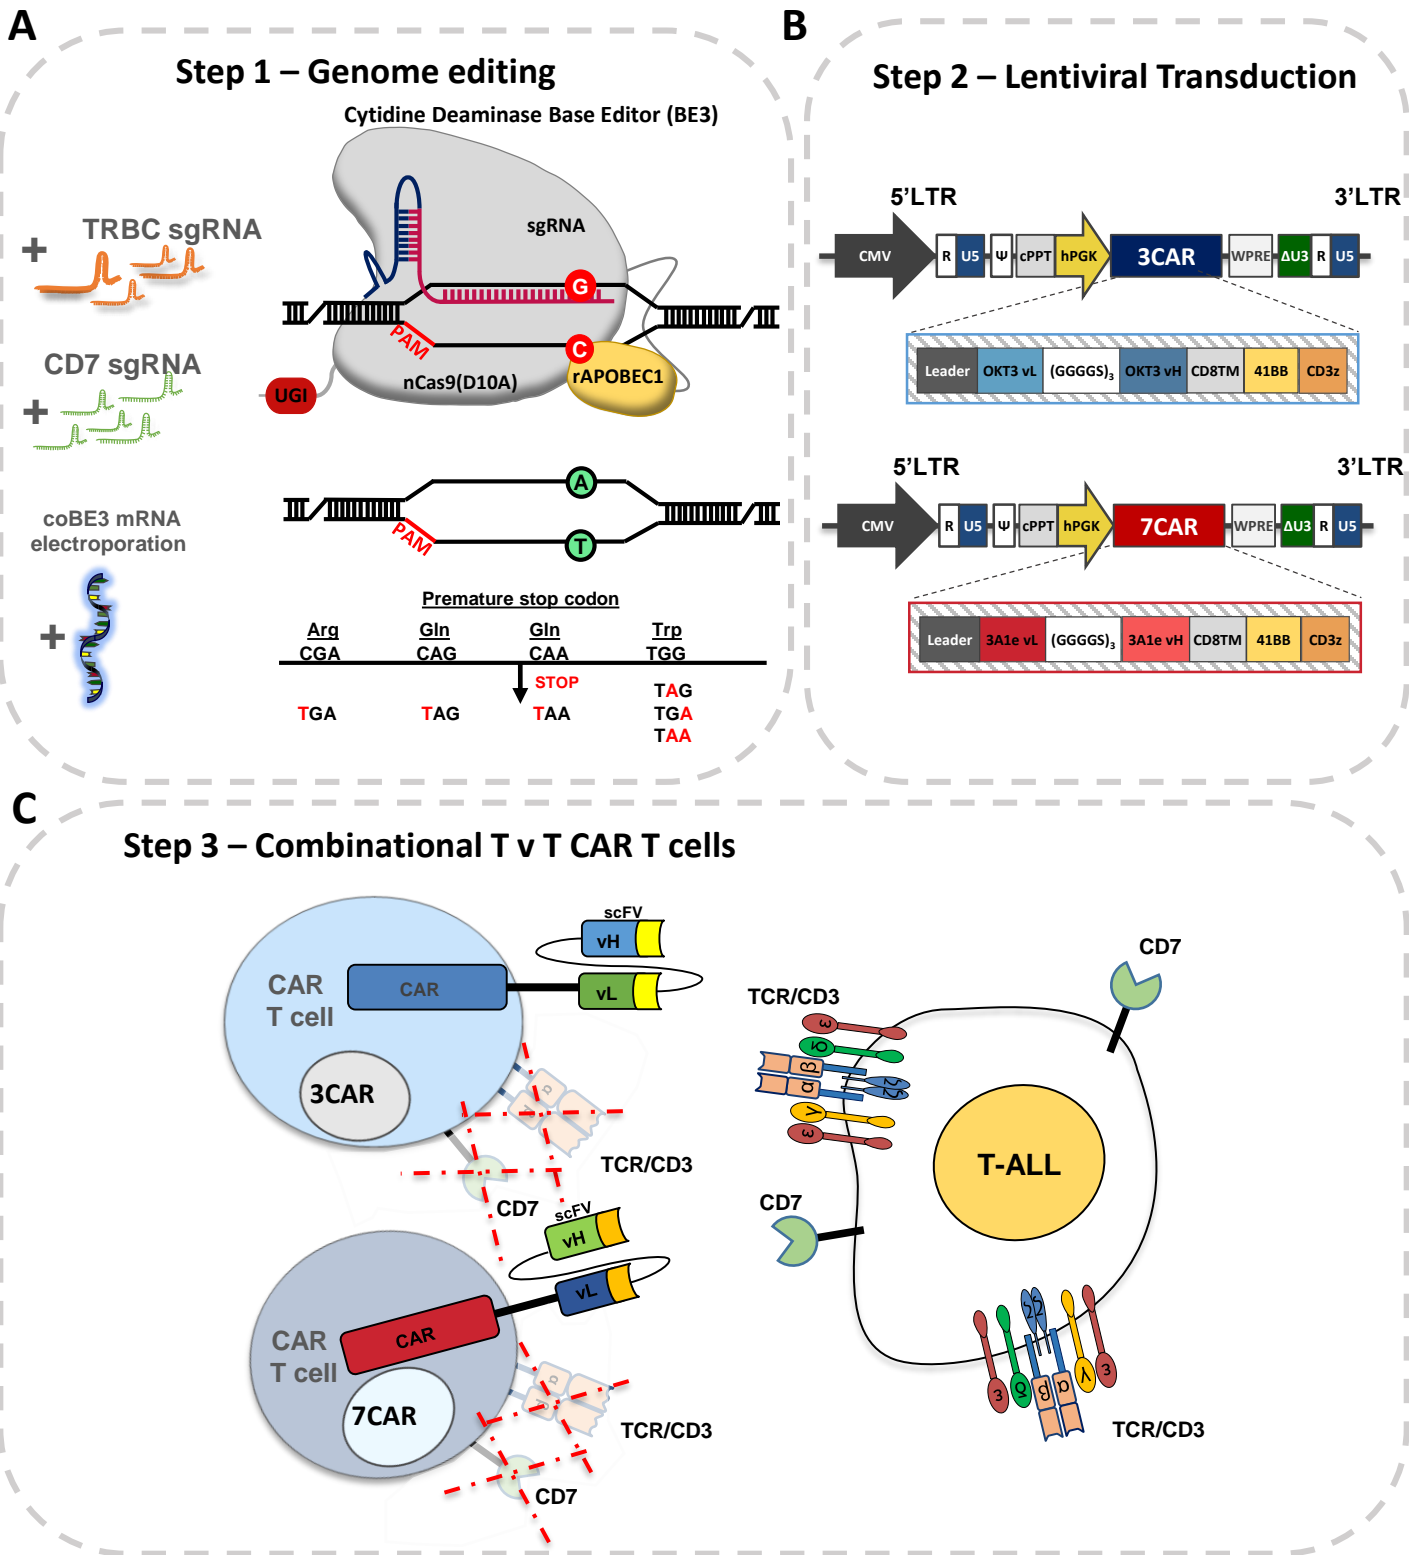 A
Step 1 – Genome editing
Cytidine Deaminase Base Editor (BE3)
+
TRBC sgRNA
sgRNA
G
PAM
C
nCas9(D10A)
rAPOBEC1
UGI
CD7 sgRNA
+
A
PAM
T
coBE3 mRNA
electroporation
+
Premature stop codon
Arg Gln Gln Trp
CGA CAG CAA TGG
STOP
TAG
TGA TAG TAA TGA
TAA
B
Step 2 – Lentiviral Transduction
5'LTR 3'LTR
CMV R U5 Ψ cPPT hPGK 3CAR WPRE ΔU3 R U5
Leader OKT3 vL (GGGGS)3 OKT3 vH CD8TM 41BB CD3z
5'LTR 3'LTR
CMV R U5 Ψ cPPT hPGK 7CAR WPRE ΔU3 R U5
Leader 3A1e vL (GGGGS)3 3A1e vH CD8TM 41BB CD3z
C
Step 3 – Combinational T v T CAR T cells
scFV
vH
vL
CAR
CAR
T cell
3CAR
TCR/CD3
CD7
scFV
vH
vL
CAR
CAR
T cell
7CAR
TCR/CD3
CD7
CD7
TCR/CD3
ε
δ
β
α
ζζ
γ
ε
T-ALL
CD7
ζζ
ε δ β α γ ε
TCR/CD3